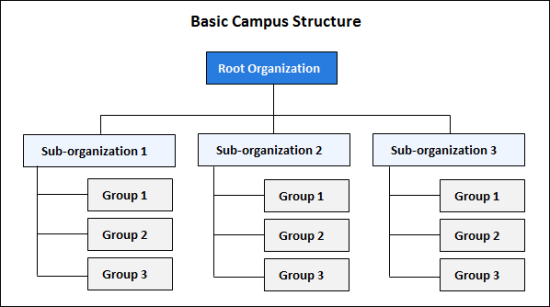 Basic Campus Structure
Root Organization
Sub-organization 1
Group 1
Group 2
Group 3
Sub-organization 2
Group 1
Group 2
Group 3
Sub-organization 3
Group 1
Group 2
Group 3